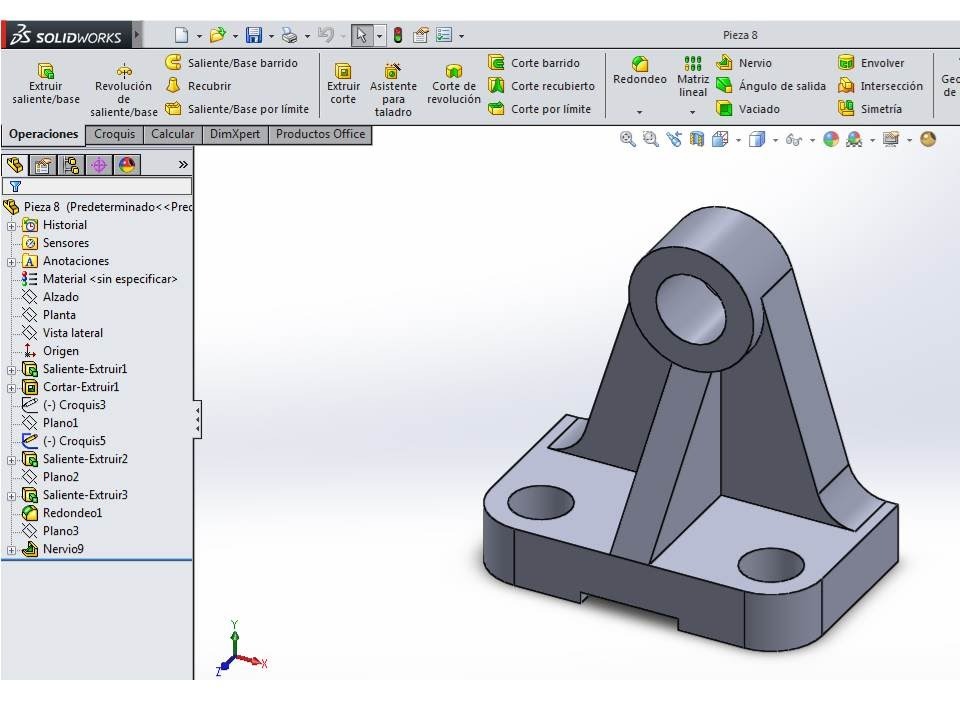 SOLIDWORKS
Pieza 8
Extruir saliente/base
Revolución de saliente/base
Saliente/Base barrido
Recubrir
Saliente/Base por límite
Extruir corte
Asistente para taladro
Corte de revolución
Corte barrido
Corte recubierto
Corte por límite
Redondeo
Matriz lineal
Nervio
Ángulo de salida
Vaciado
Envolver
Intersección
Simetría
Geo
de
Operaciones
Croquis
Calcular
DimXpert
Products Office
Pieza 8 (Predeterminado<<Pred
Historial
Sensores
Anotaciones
Material <sin especificar>
Alzado
Planta
Vista lateral
Origen
Saliente-Extruir1
Cortar-Extruir1
(-) Croquis3
Plano1
(-) Croquis5
Saliente-Extruir2
Plano2
Saliente-Extruir3
Redondeo1
Plano3
Nervio9
Y
X
Z